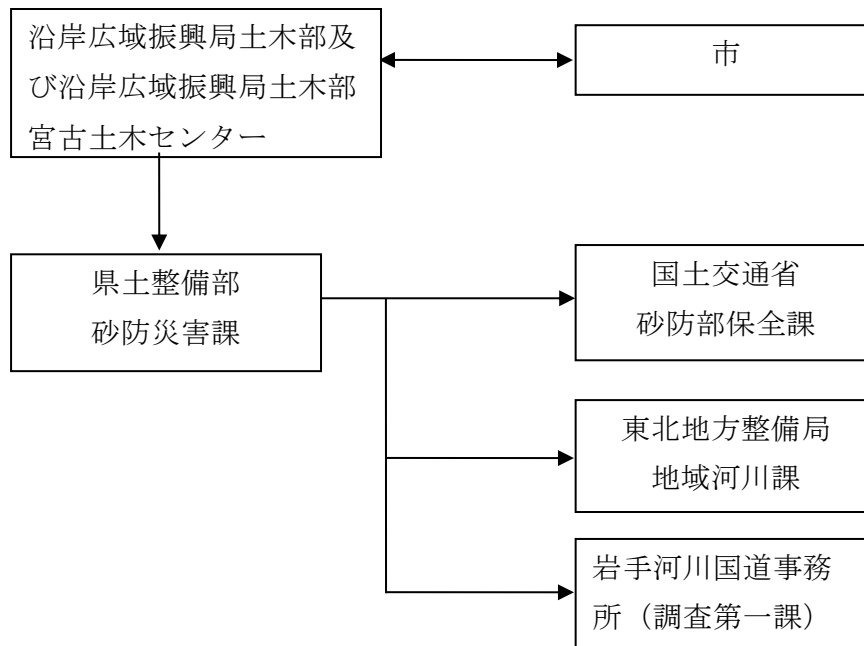 沿岸広域振興局土木部及
び沿岸広域振興局土木部
宮古土木センター
市
県土整備部
砂防災害課
国土交通省
砂防部保全課
東北地方整備局
地域河川課
岩手河川国道事務
所（調査第一課）